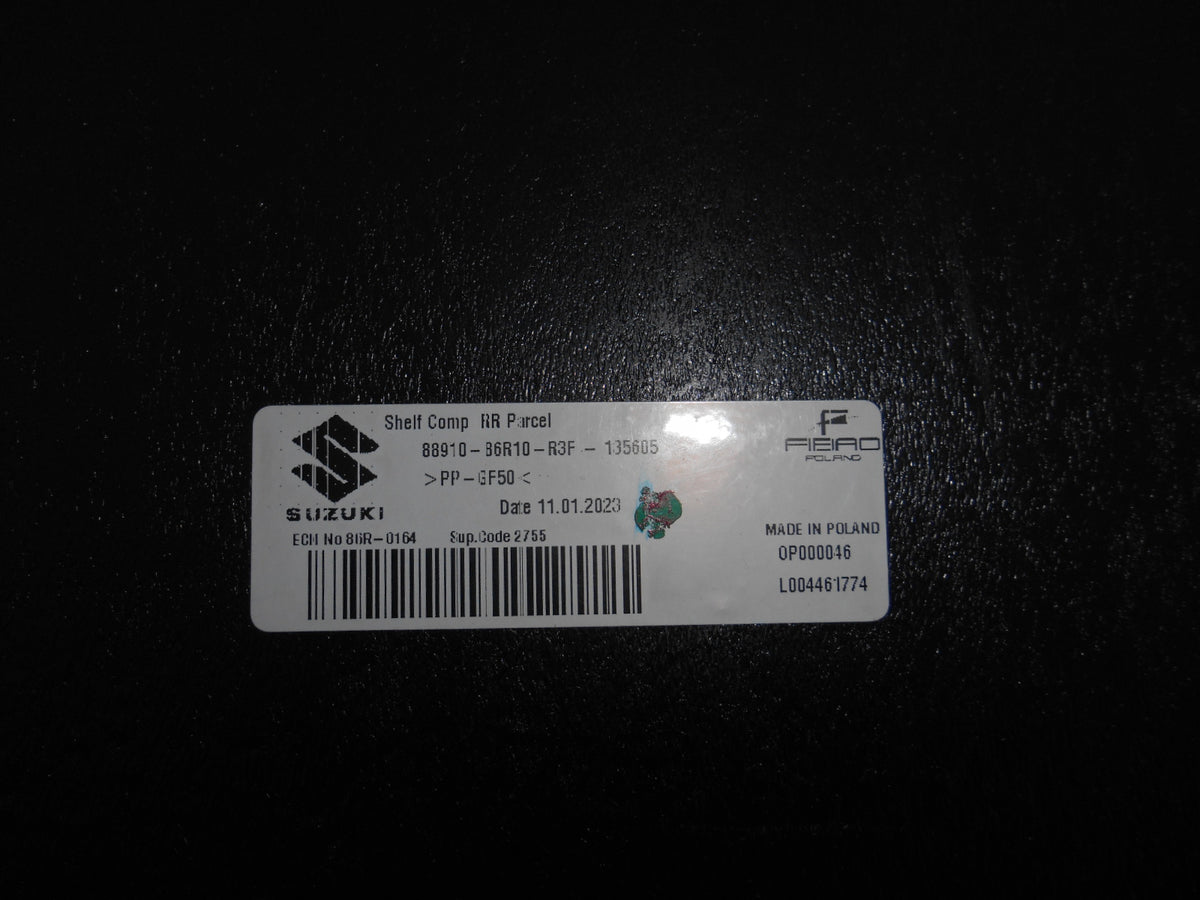 Shelf Comp RR Parcel
88910-86R10-R3F - 135605
>PP-GF50<
SUZUKI
Date 11.01.2023
ECN No 86R-0164 Sup.Code 2755
POLAND
MADE IN POLAND
OP000046
L004461774